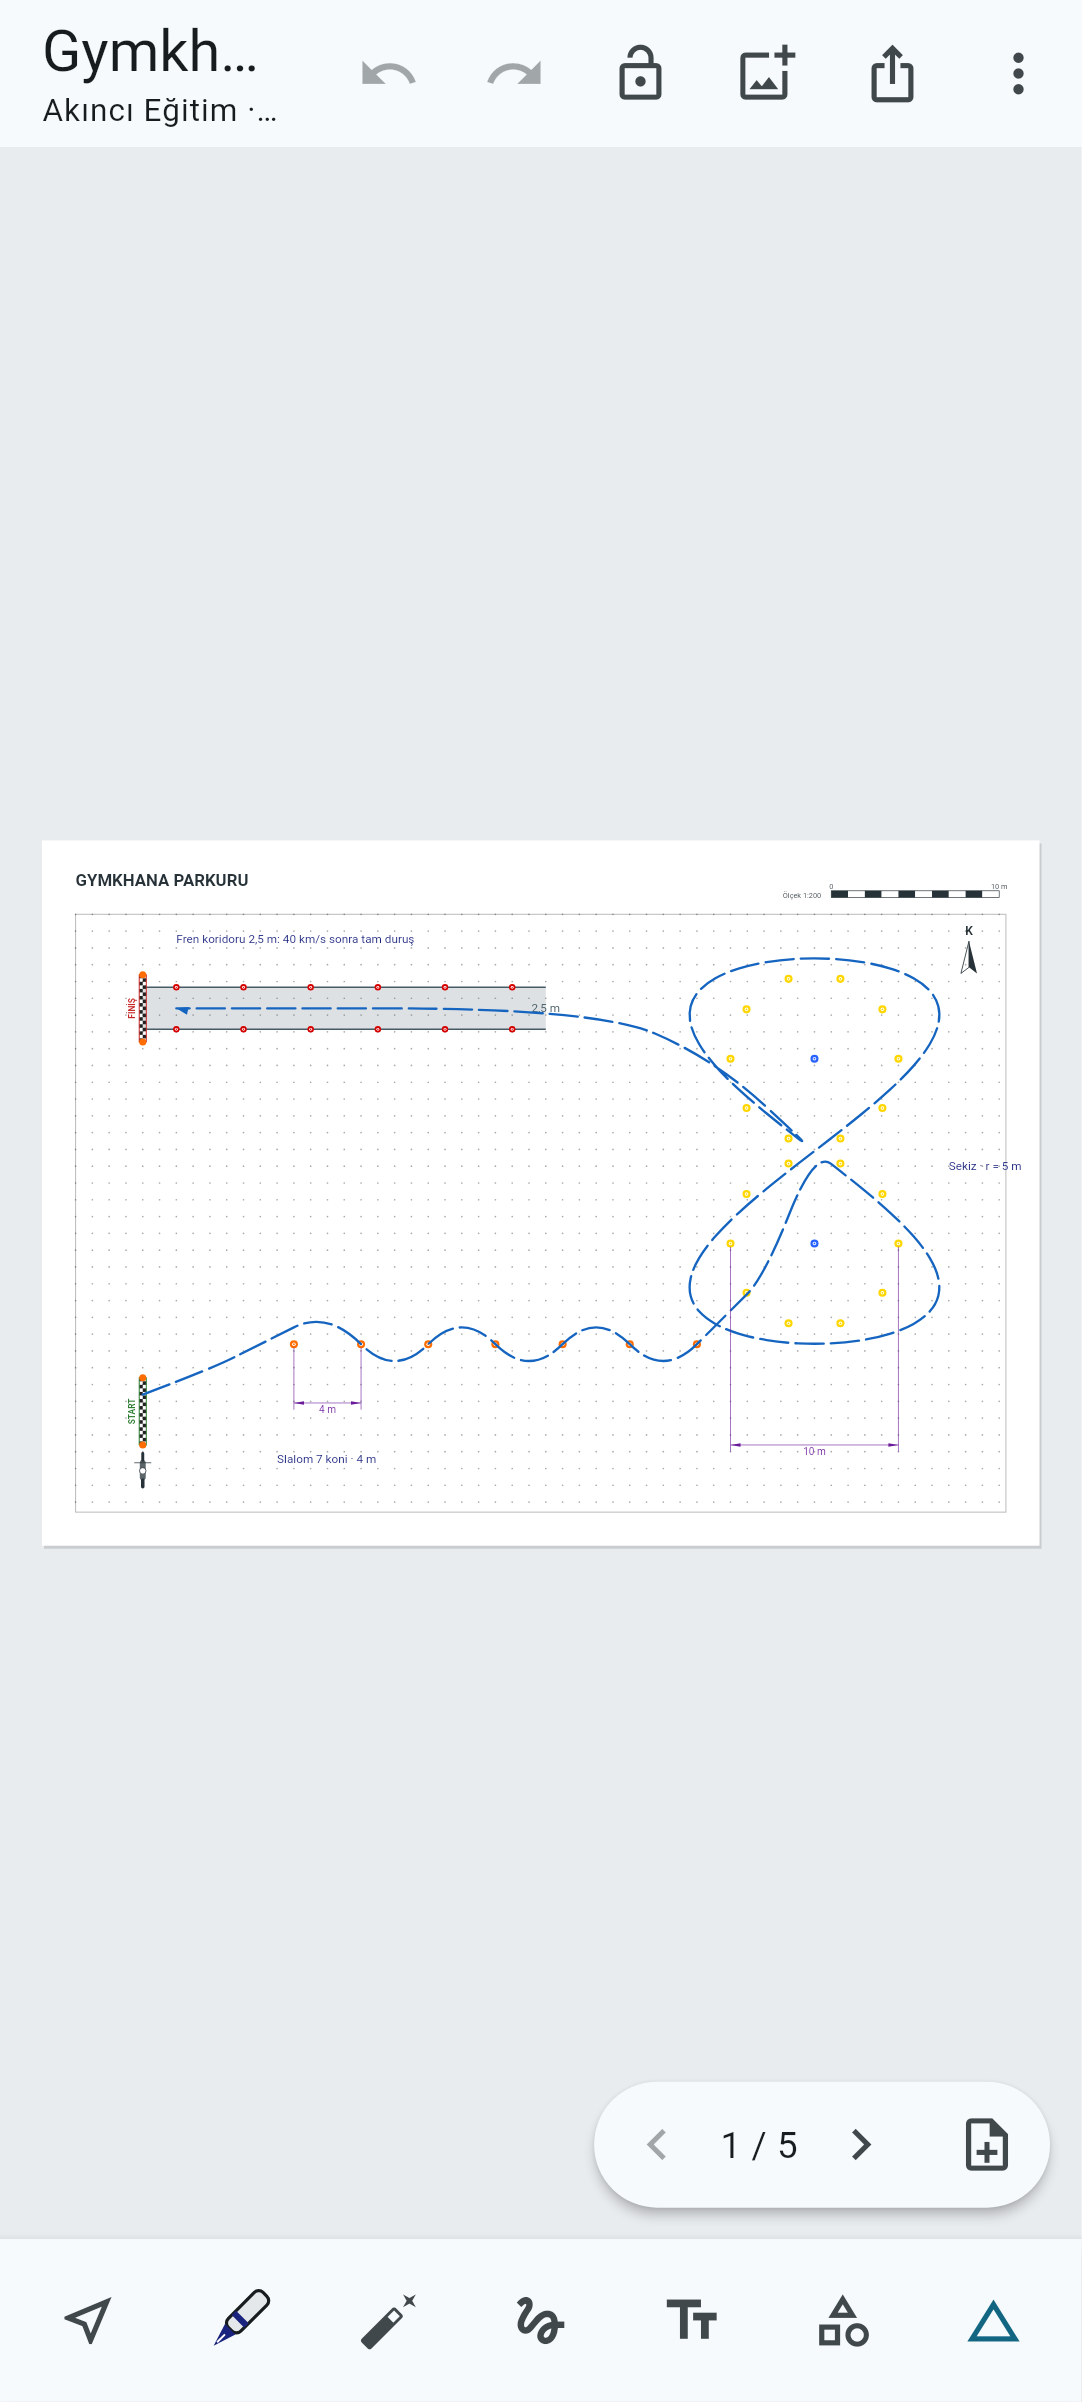 Gymkh...
Akıncı Eğitim ·...
GYMKHANA PARKURU
Ölçek 1:200
0
10 m
Fren koridoru 2,5 m: 40 km/s sonra tam duruş
K
FİNİŞ
2,5 m
Sekiz · r = 5 m
START
4 m
10 m
Slalom 7 koni · 4 m
1 / 5